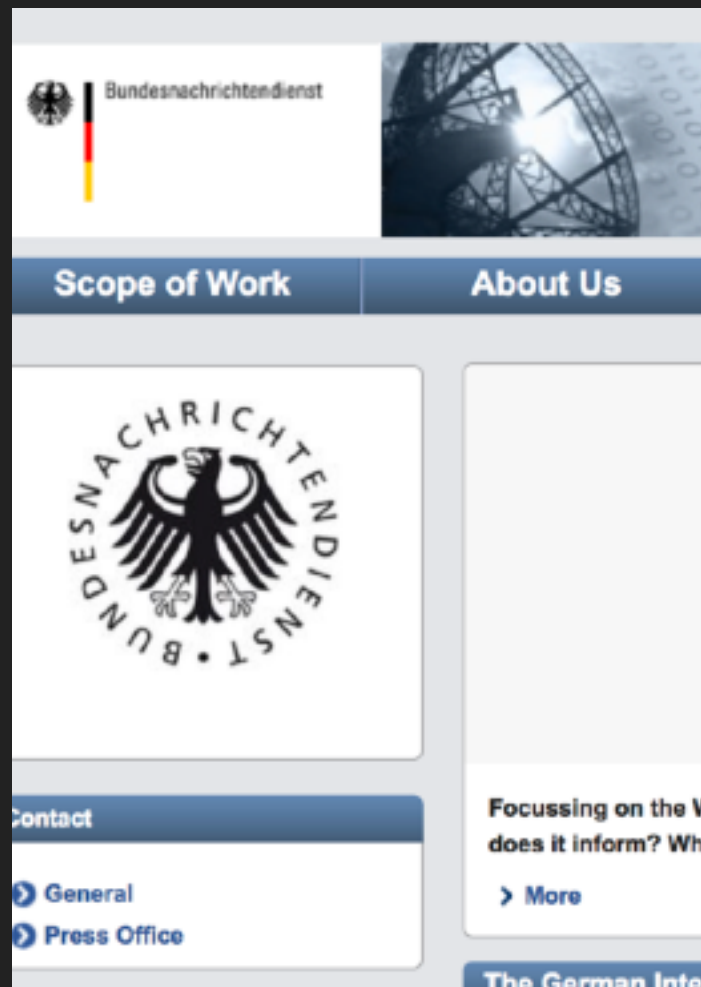 Bundesnachrichtendienst
Scope of Work
About Us
BUNDESNACHRICHTENDIENST •
Contact
General
Press Office
Focussing on the
does it inform?
More
The German